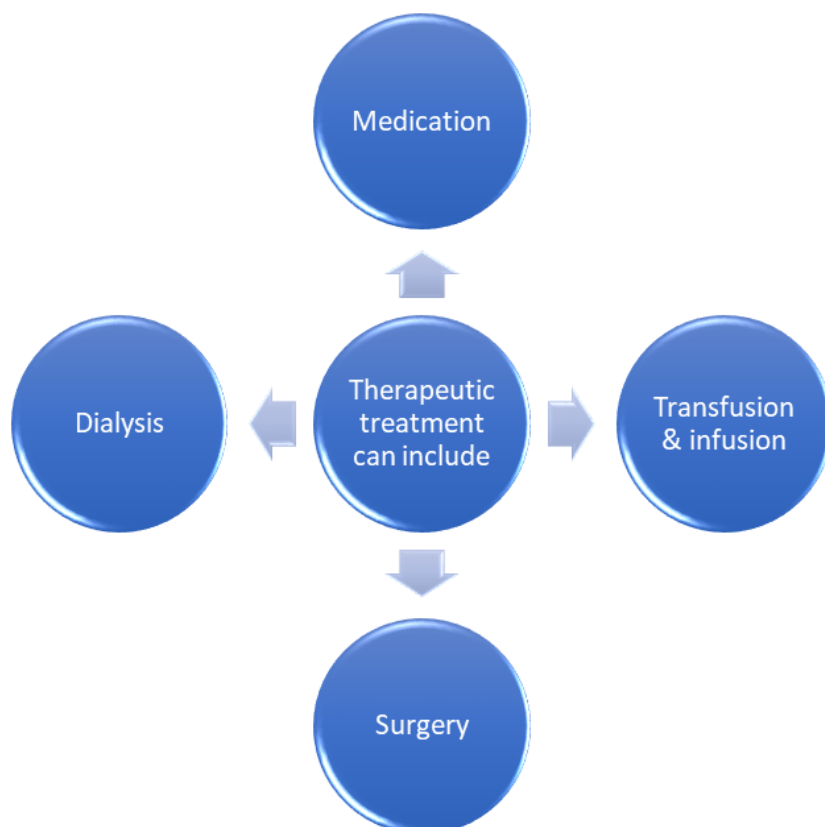 Medication
Dialysis
Therapeutic
treatment
can include
Transfusion
& infusion
Surgery